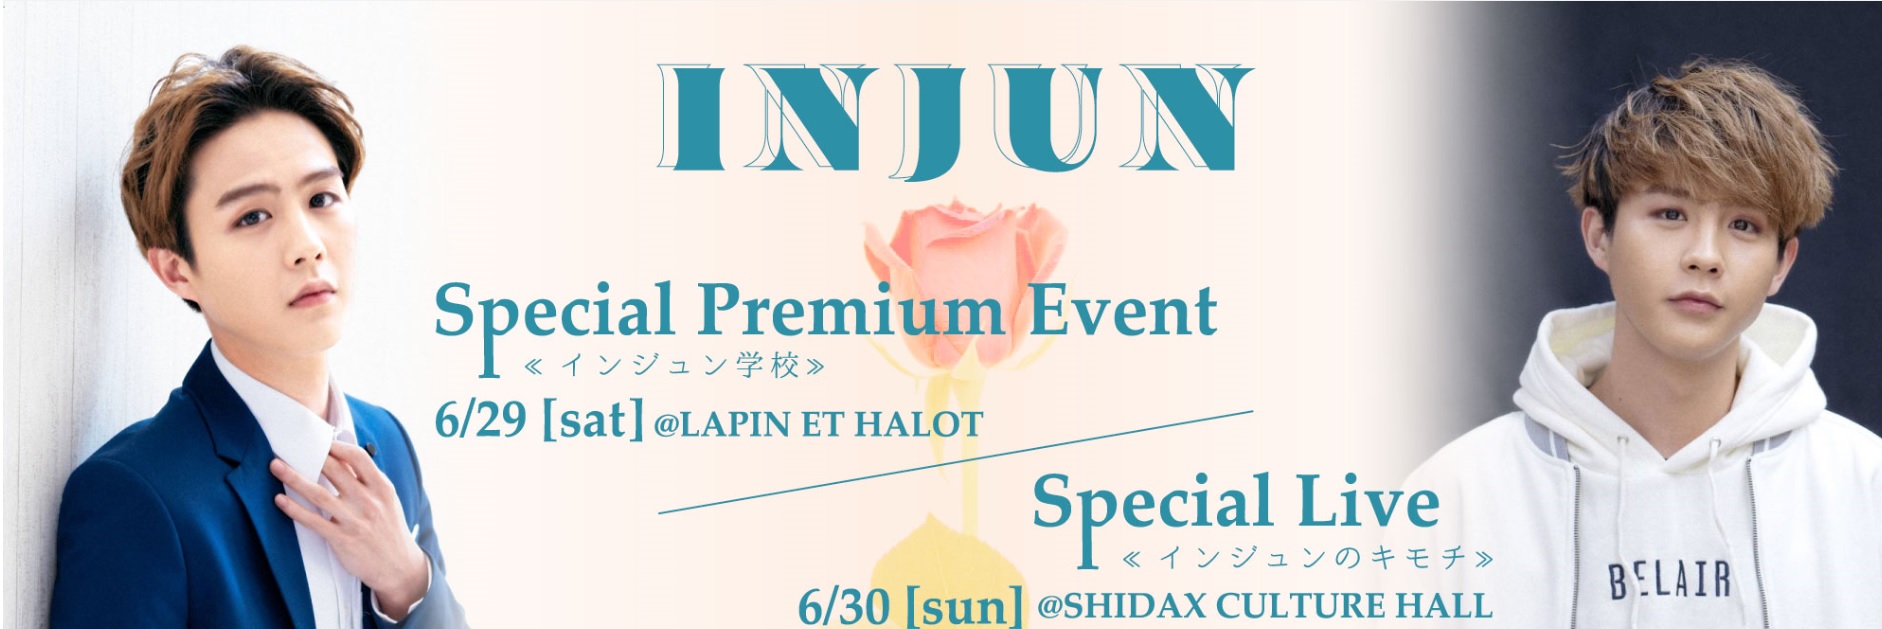 INJUN
Special Premium Event
≪ インジュン学校≫
6/29 [sat] @LAPIN ET HALOT
Special Live
≪ インジュンのキモチ≫
6/30 [sun] @SHIDAX CULTURE HALL
BELAIR